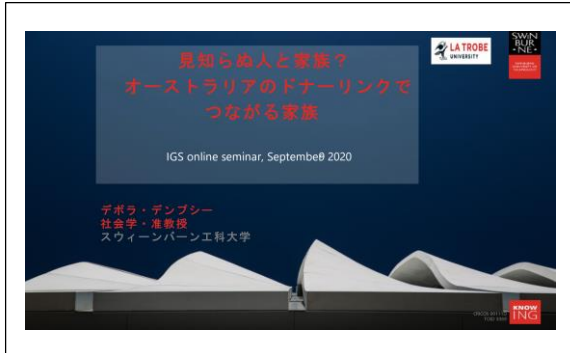 見知らぬ人と家族？
オーストラリアのドナーリンクで
つながる家族
IGS online seminar, September9 2020
デボラ・デンプシー
社会学・准教授
スウィーンバーン工科大学
LA TROBE
UNIVERSITY
SWIN
BUR
*NE*
KNOW
ING